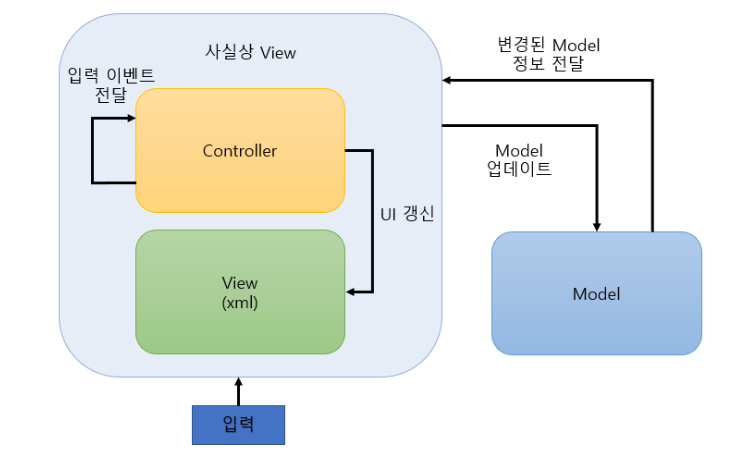 사실상 View
입력 이벤트
전달
Controller
UI 갱신
View
(xml)
입력
변경된 Model
정보 전달
Model
업데이트
Model